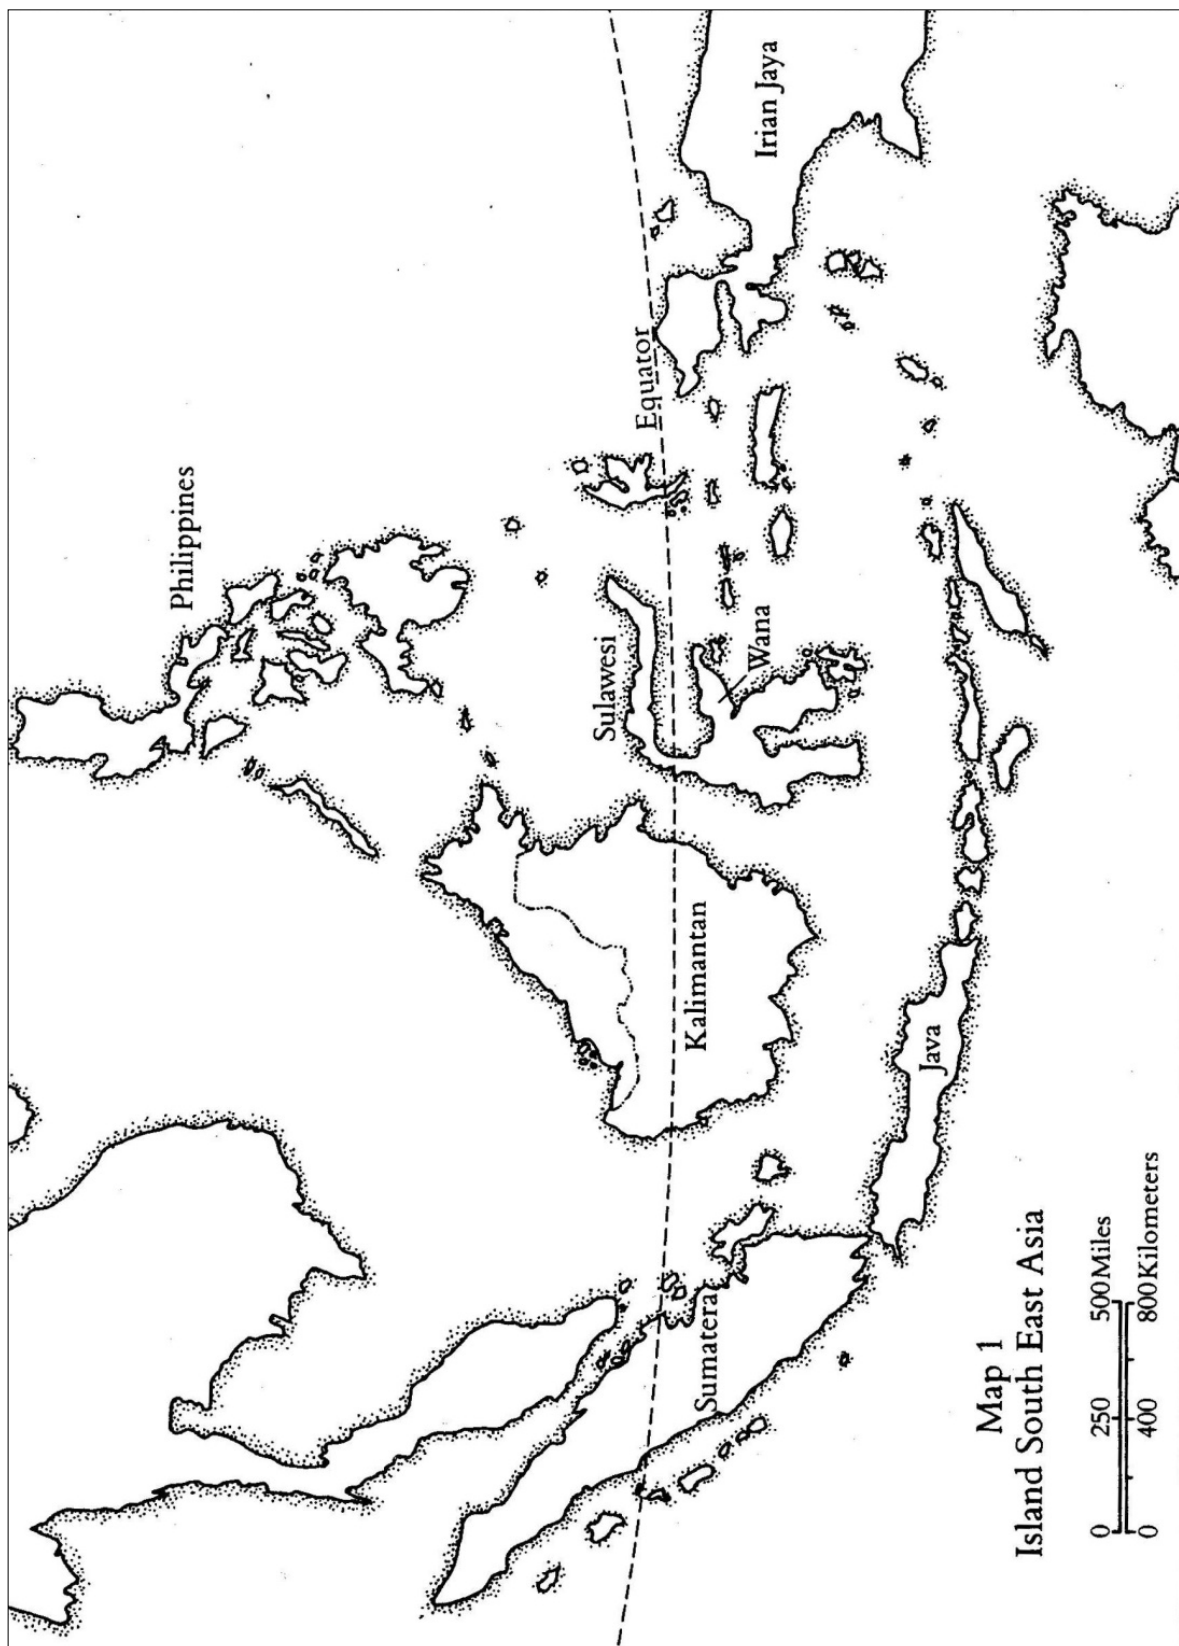 Philippines
Equator
Irian Jaya
Sulawesi
Wana
Kalimantan
Sumatera
Java
Map 1
Island South East Asia
0 250 500 Miles
0 400 800 Kilometers